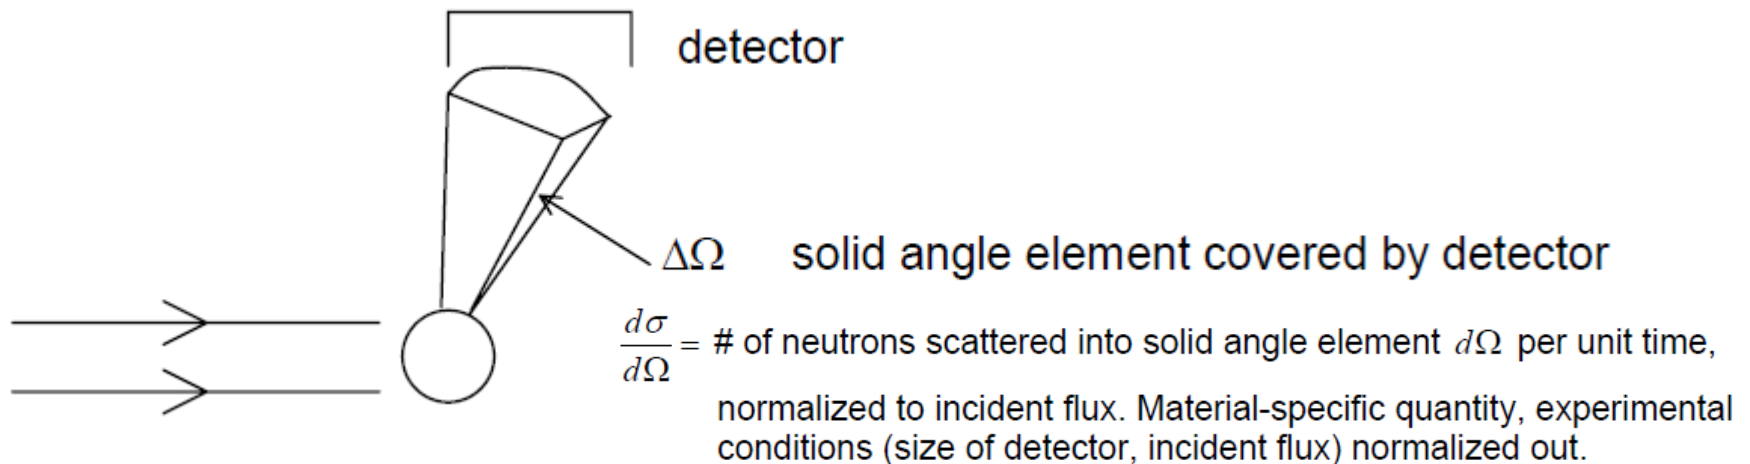 detector
ΔΩ solid angle element covered by detector
dσ/dΩ = # of neutrons scattered into solid angle element dΩ per unit time,
normalized to incident flux. Material-specific quantity, experimental
conditions (size of detector, incident flux) normalized out.